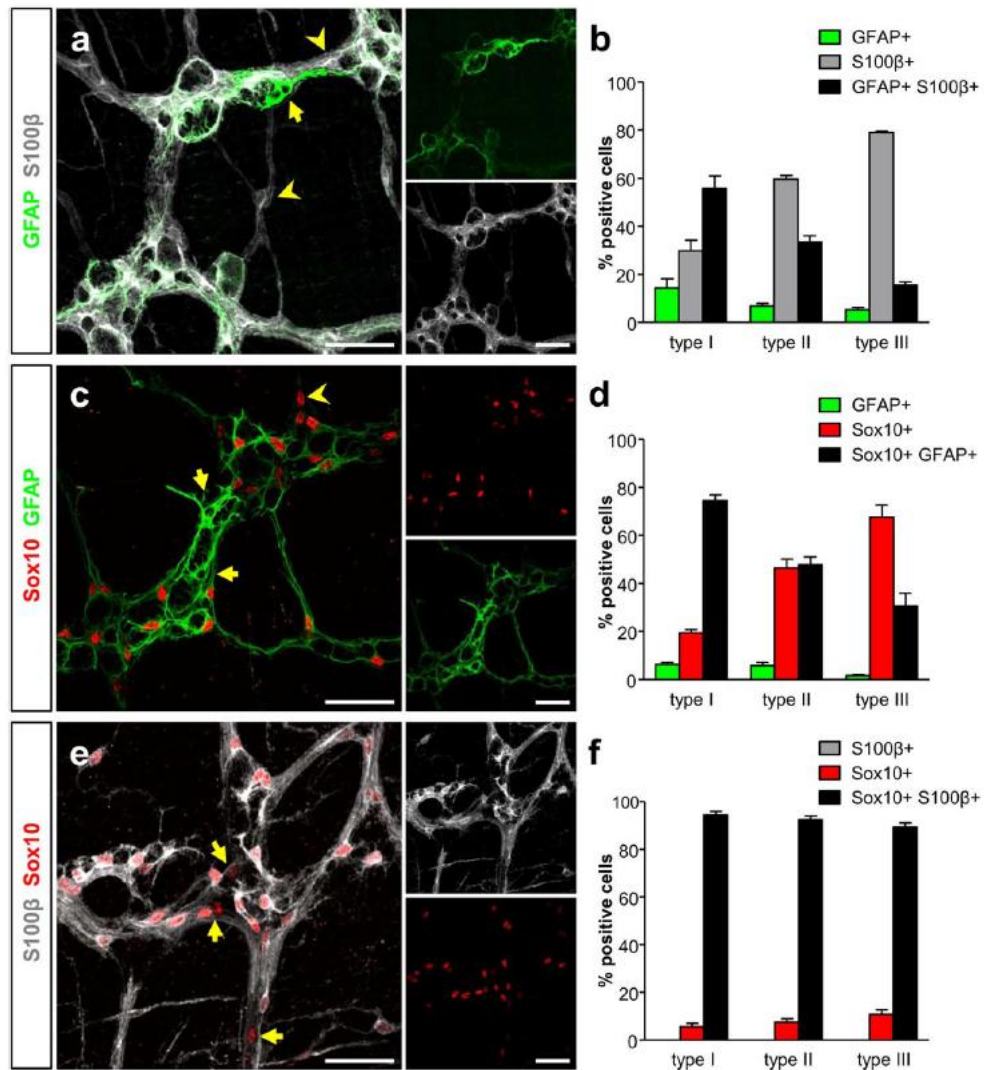 GFAP S100β
a
b
GFAP+
S100β+
GFAP+ S100β+
% positive cells
100
80
60
40
20
0
type I type II type III
Sox10 GFAP
c
d
GFAP+
Sox10+
Sox10+ GFAP+
% positive cells
100
80
60
40
20
0
type I type II type III
S100β Sox10
e
f
S100β+
Sox10+
Sox10+ S100β+
% positive cells
100
80
60
40
20
0
type I type II type III